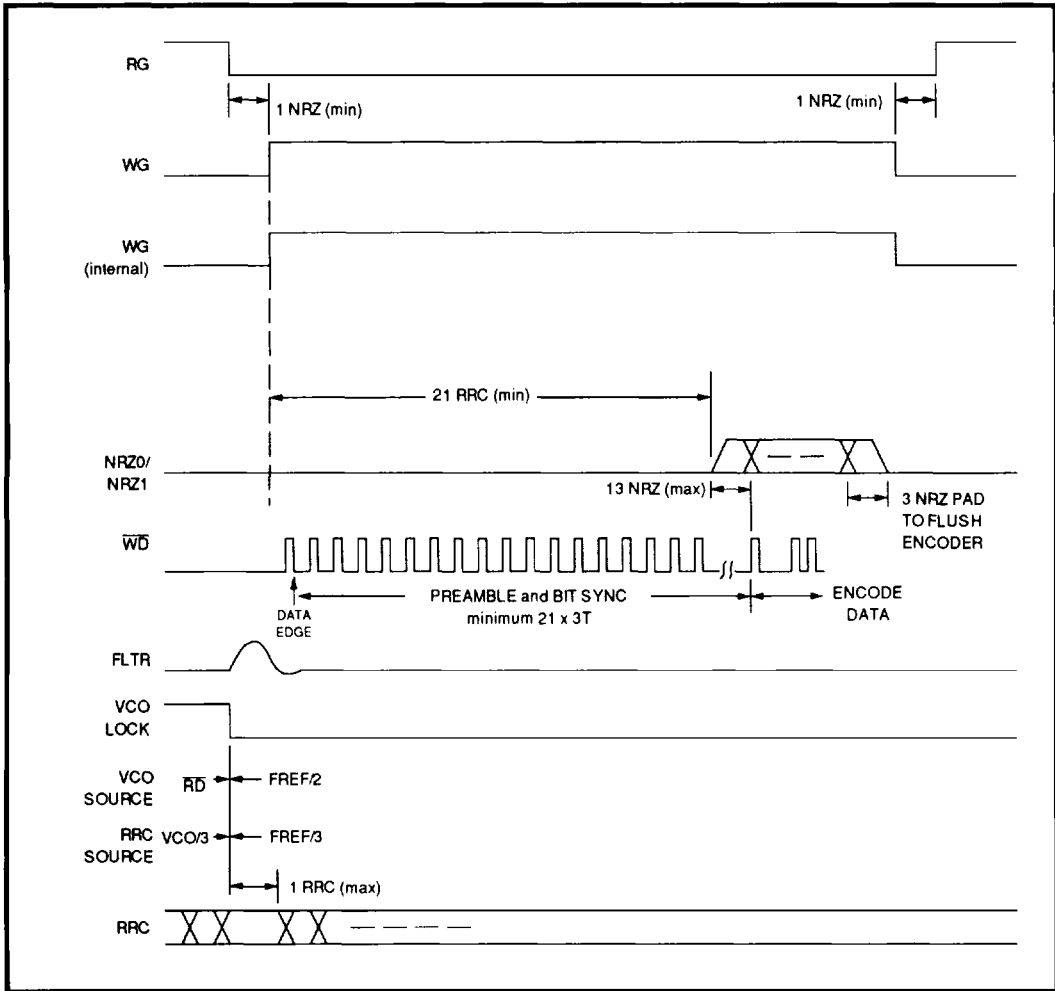 RG
1 NRZ (min)
1 NRZ (min)
WG
WG
(internal)
21 RRC (min)
NRZ0/
NRZ1
13 NRZ (max)
3 NRZ PAD
TO FLUSH
ENCODER
WD
DATA
EDGE
PREAMBLE and BIT SYNC
minimum 21 x 3T
ENCODE
DATA
FLTR
VCO
LOCK
VCO
SOURCE
RD
FREF/2
RRC
SOURCE
VCO/3
FREF/3
1 RRC (max)
RRC